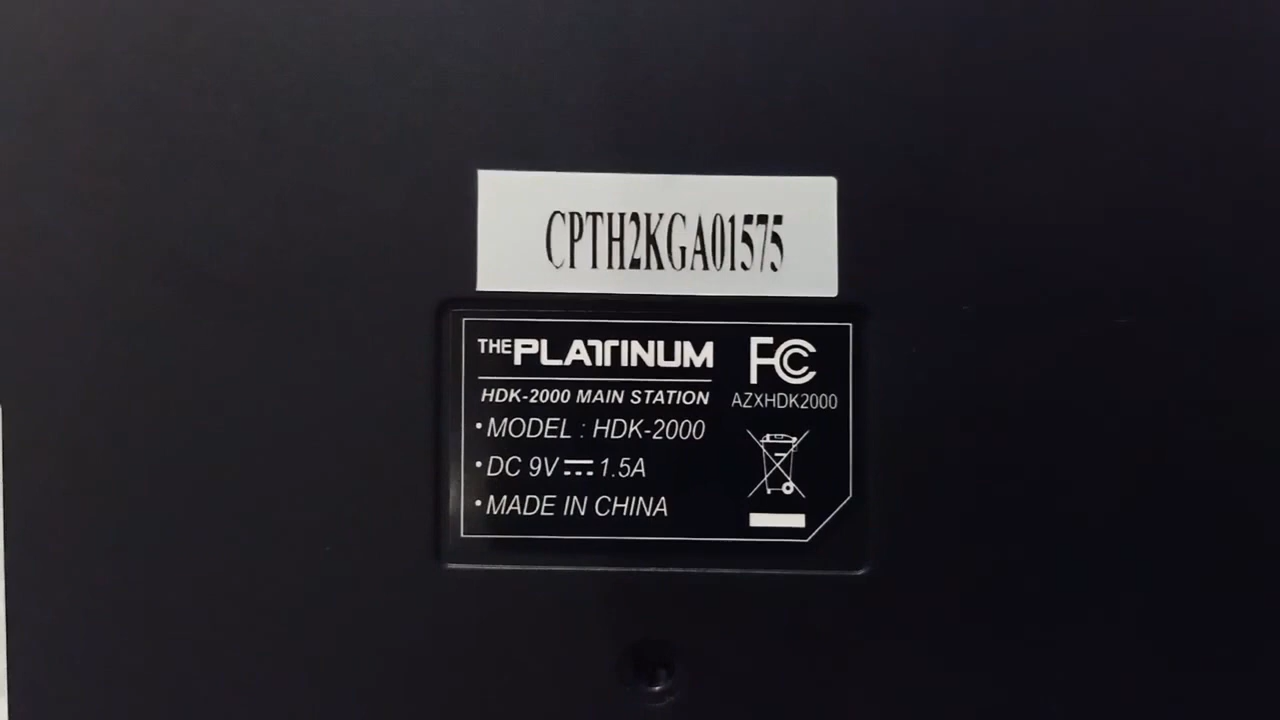 CPTH2KGA01575
THE PLATINUM
HDK-2000 MAIN STATION
• MODEL : HDK-2000
• DC 9V ⎓ 1.5A
• MADE IN CHINA
FC
AZXHDK2000